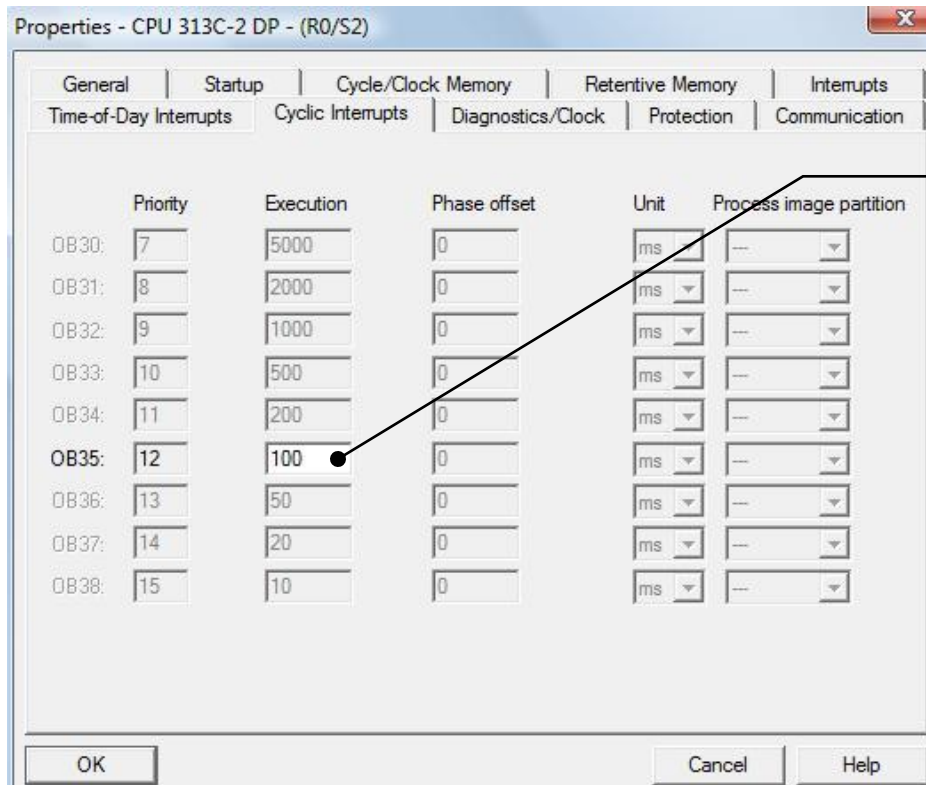 Properties - CPU 313C-2 DP - (R0/S2)
General Startup Cycle/Clock Memory Retentive Memory Interrupts
Time-of-Day Interrupts Cyclic Interrupts Diagnostics/Clock Protection Communication
Priority Execution Phase offset Unit Process image partition
OB30: 7 5000 0 ms ---
OB31: 8 2000 0 ms ---
OB32: 9 1000 0 ms ---
OB33: 10 500 0 ms ---
OB34: 11 200 0 ms ---
OB35: 12 100 0 ms ---
OB36: 13 50 0 ms ---
OB37: 14 20 0 ms ---
OB38: 15 10 0 ms ---
OK Cancel Help